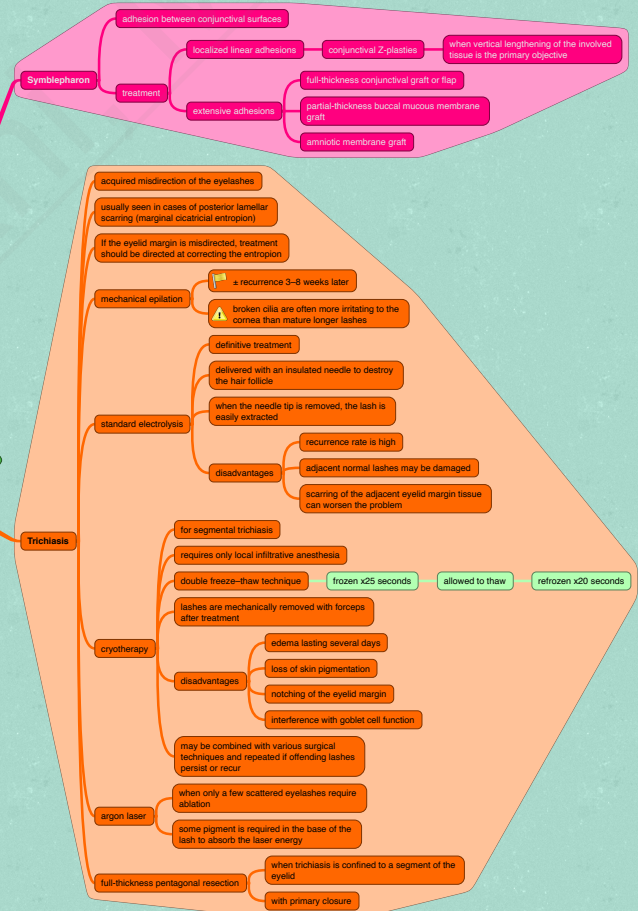 Symblepharon
adhesion between conjunctival surfaces
treatment
localized linear adhesions
conjunctival Z-plasties
when vertical lengthening of the involved
tissue is the primary objective
extensive adhesions
full-thickness conjunctival graft or flap
partial-thickness buccal mucous membrane
graft
amniotic membrane graft
Trichiasis
acquired misdirection of the eyelashes
usually seen in cases of posterior lamellar
scarring (marginal cicatricial entropion)
If the eyelid margin is misdirected, treatment
should be directed at correcting the entropion
mechanical epilation
± recurrence 3–8 weeks later
broken cilia are often more irritating to the
cornea than mature longer lashes
standard electrolysis
definitive treatment
delivered with an insulated needle to destroy
the hair follicle
when the needle tip is removed, the lash is
easily extracted
disadvantages
recurrence rate is high
adjacent normal lashes may be damaged
scarring of the adjacent eyelid margin tissue
can worsen the problem
cryotherapy
for segmental trichiasis
requires only local infiltrative anesthesia
double freeze–thaw technique
frozen x25 seconds
allowed to thaw
refrozen x20 seconds
lashes are mechanically removed with forceps
after treatment
disadvantages
edema lasting several days
loss of skin pigmentation
notching of the eyelid margin
interference with goblet cell function
may be combined with various surgical
techniques and repeated if offending lashes
persist or recur
argon laser
when only a few scattered eyelashes require
ablation
some pigment is required in the base of the
lash to absorb the laser energy
full-thickness pentagonal resection
when trichiasis is confined to a segment of the
eyelid
with primary closure